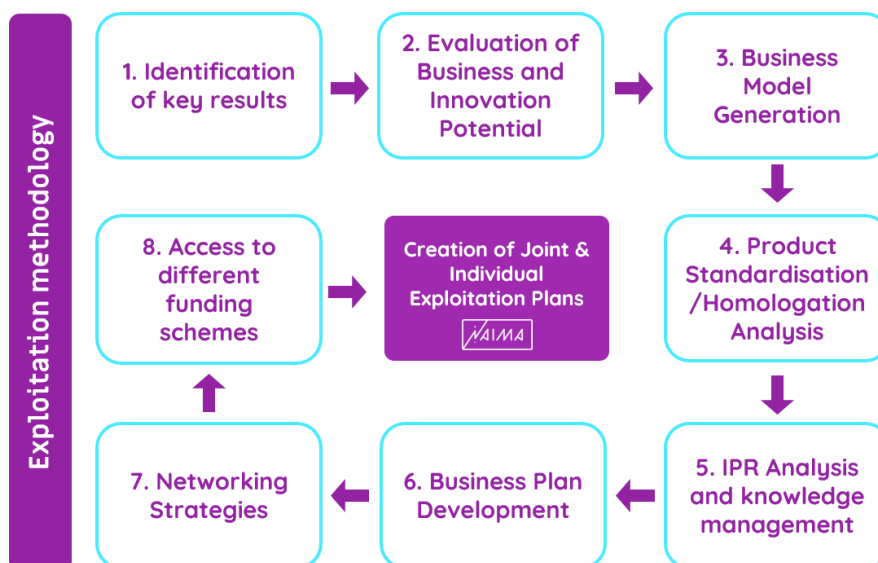 Exploitation methodology
1. Identification
of key results
2. Evaluation of
Business and
Innovation
Potential
3. Business
Model
Generation
4. Product
Standardisation
/Homologation
Analysis
5. IPR Analysis
and knowledge
management
6. Business Plan
Development
7. Networking
Strategies
8. Access to
different
funding
schemes
Creation of Joint &
Individual
Exploitation Plans
NAIMA